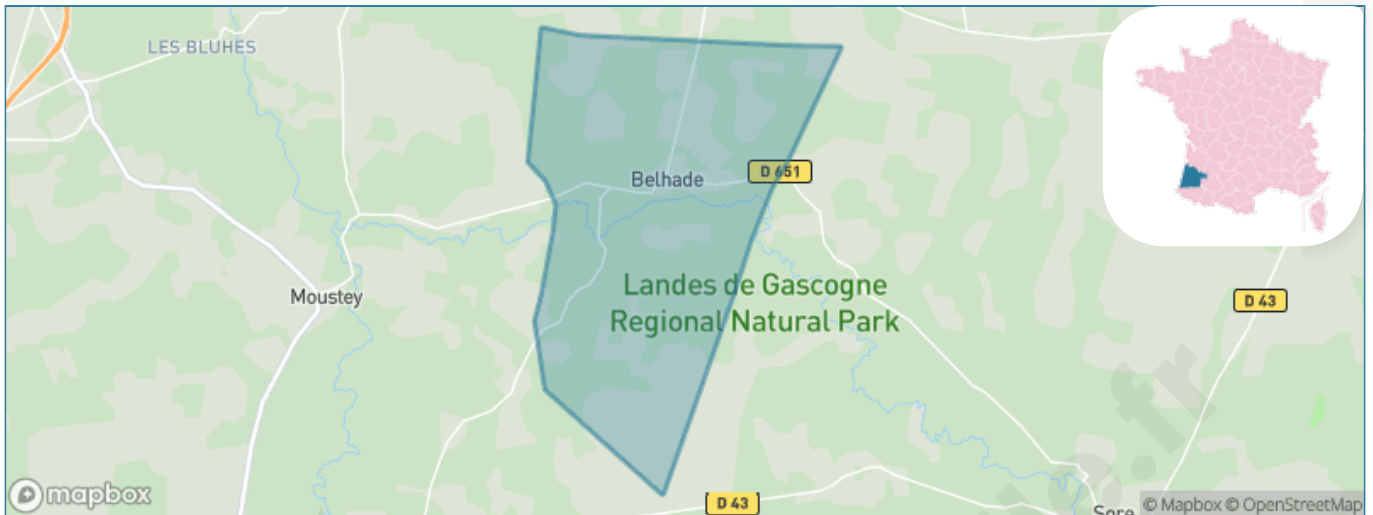 LES BLUHES
Belhade
D 651
Landes de Gascogne
Regional Natural Park
Moustey
D 43
D 43
Sore
mapbox
© Mapbox © OpenStreetMap